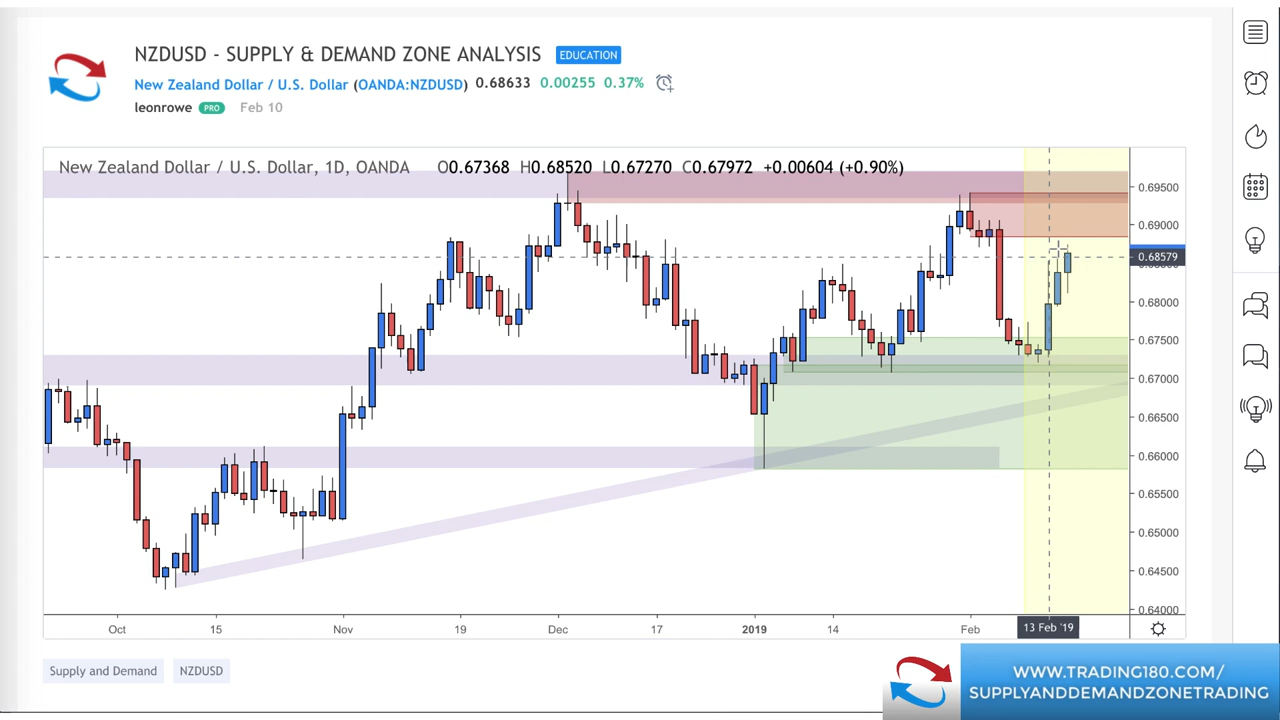 NZDUSD - SUPPLY & DEMAND ZONE ANALYSIS EDUCATION
New Zealand Dollar / U.S. Dollar (OANDA:NZDUSD) 0.68633 0.00255 0.37%
leonrowe PRO Feb 10
New Zealand Dollar / U.S. Dollar, 1D, OANDA O0.67368 H0.68520 L0.67270 C0.67972 +0.00604 (+0.90%)
0.69500
0.69000
0.68579
0.68000
0.67500
0.67000
0.66500
0.66000
0.65500
0.65000
0.64500
0.64000
Oct 15 Nov 19 Dec 17 2019 14 Feb 13 Feb '19
Supply and Demand NZDUSD
WWW.TRADING180.COM/
SUPPLYANDDEMANDZONETRADING